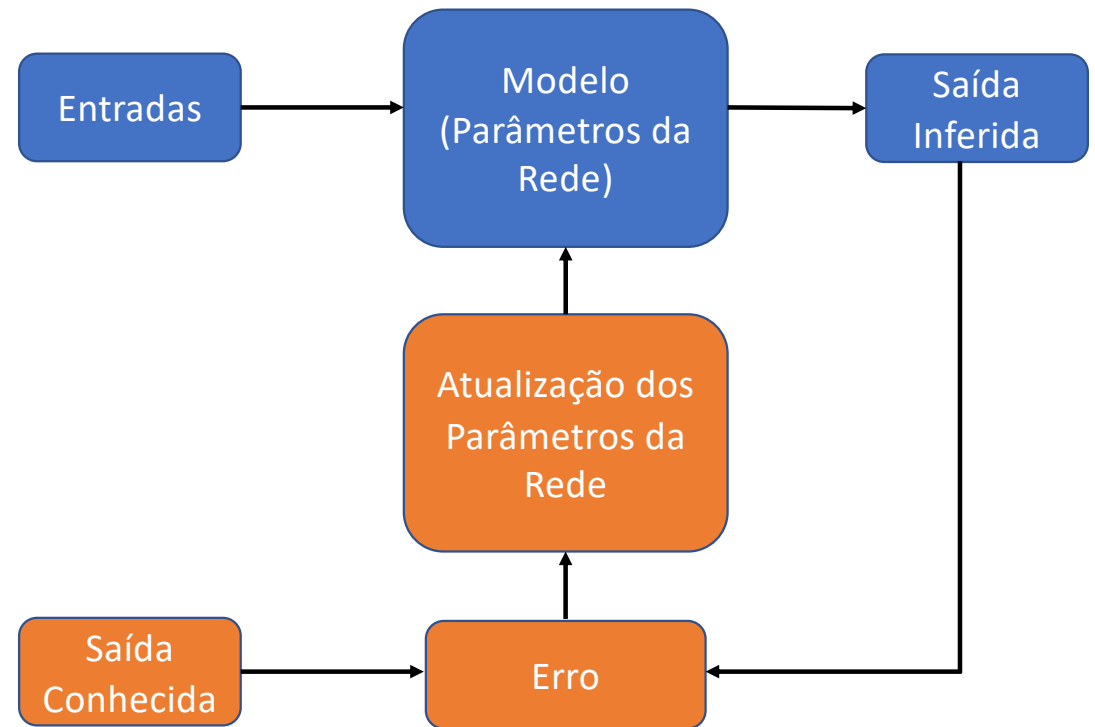 Entradas
Modelo
(Parâmetros da
Rede)
Saída
Inferida
Atualização dos
Parâmetros da
Rede
Saída
Conhecida
Erro